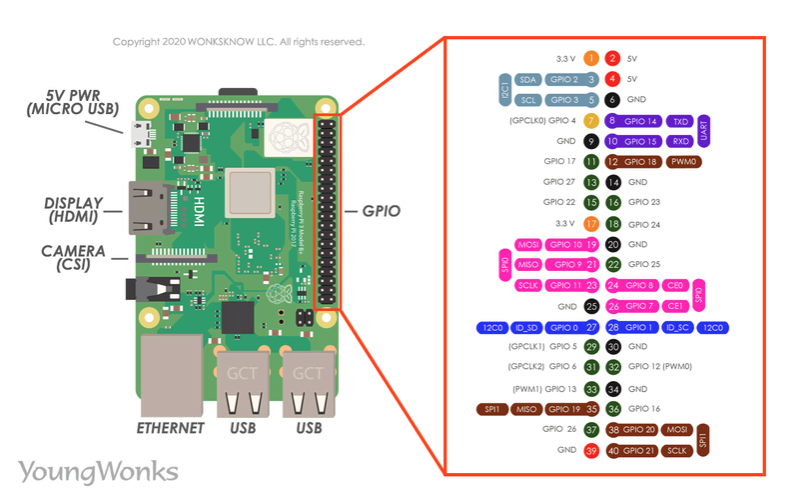 Copyright 2020 WONKSKNOW LLC. All rights reserved.
5V PWR
(MICRO USB)
DISPLAY
(HDMI)
CAMERA
(CSI)
HDMI
Raspberry Pi 3 Model B+
Raspberry Pi 2017
GPIO
GCT
GCT
ETHERNET
USB
USB
YoungWonks
3.3 V 1 2 5V
I2C1
SDA GPIO 2 3 4 5V
SCL GPIO 3 5 6 GND
(GPCLK0) GPIO 4 7 8 GPIO 14 TXD
UART
GND 9 10 GPIO 15 RXD
GPIO 17 11 12 GPIO 18 PWM0
GPIO 27 13 14 GND
GPIO 22 15 16 GPIO 23
3.3 V 17 18 GPIO 24
MOSI GPIO 10 19 20 GND
SPI0
MISO GPIO 9 21 22 GPIO 25
SCLK GPIO 11 23 24 GPIO 8 CE0
SPI0
GND 25 26 GPIO 7 CE1
12C0 ID_SD GPIO 0 27 28 GPIO 1 ID_SC 12C0
(GPCLK1) GPIO 5 29 30 GND
(GPCLK2) GPIO 6 31 32 GPIO 12 (PWM0)
(PWM1) GPIO 13 33 34 GND
SPI1 MISO GPIO 19 35 36 GPIO 16
GPIO 26 37 38 GPIO 20 MOSI
SPI1
GND 39 40 GPIO 21 SCLK